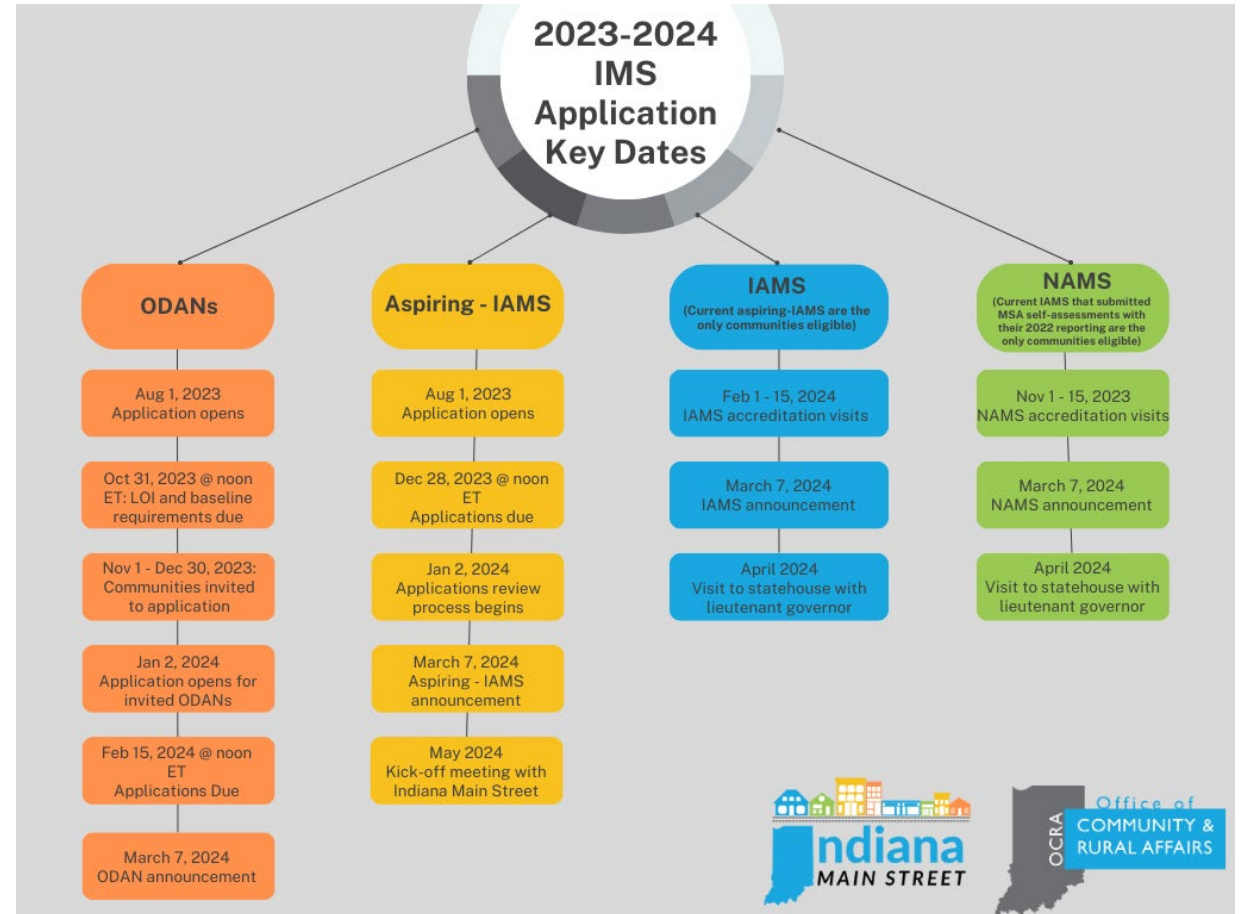 2023-2024
IMS
Application
Key Dates
ODANs
Aug 1, 2023
Application opens
Oct 31, 2023 @ noon
ET: LOI and baseline
requirements due
Nov 1 - Dec 30, 2023:
Communities invited
to application
Jan 2, 2024
Application opens for
invited ODANs
Feb 15, 2024 @ noon
ET
Applications Due
March 7, 2024
ODAN announcement
Aspiring - IAMS
Aug 1, 2023
Application opens
Dec 28, 2023 @ noon
ET
Applications due
Jan 2, 2024
Applications review
process begins
March 7, 2024
Aspiring - IAMS
announcement
May 2024
Kick-off meeting with
Indiana Main Street
IAMS
(Current aspiring-IAMS are the
only communities eligible)
Feb 1 - 15, 2024
IAMS accreditation visits
March 7, 2024
IAMS announcement
April 2024
Visit to statehouse with
lieutenant governor
NAMS
(Current IAMS that submitted
MSA self-assessments with
their 2022 reporting are the
only communities eligible)
Nov 1 - 15, 2023
NAMS accreditation visits
March 7, 2024
NAMS announcement
April 2024
Visit to statehouse with
lieutenant governor
Indiana
MAIN STREET
OCRA
Office of
COMMUNITY &
RURAL AFFAIRS